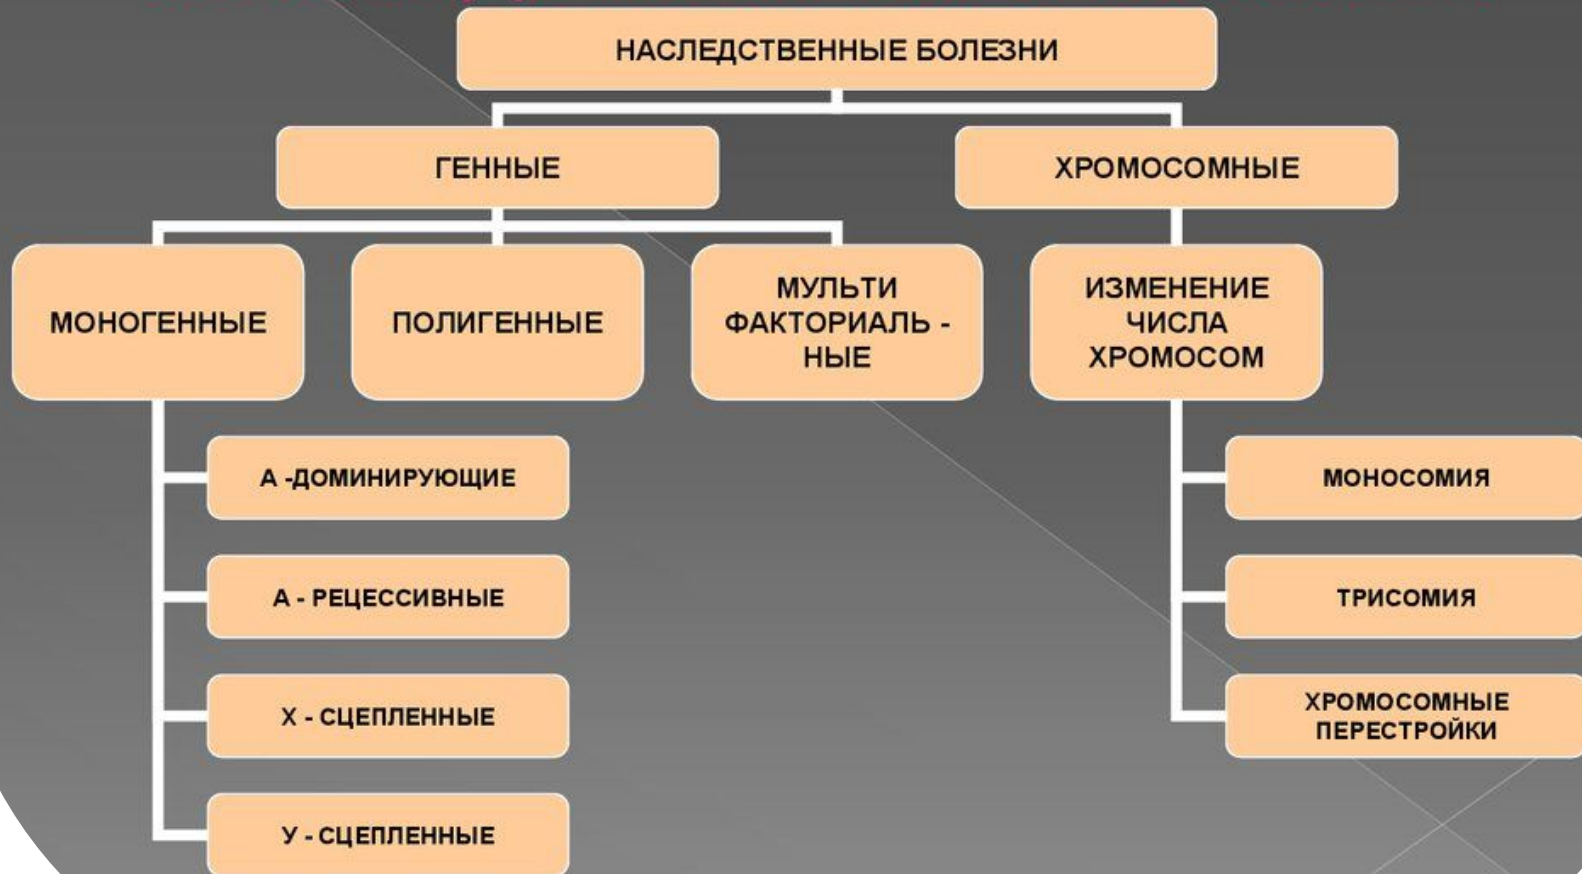 НАСЛЕДСТВЕННЫЕ БОЛЕЗНИ
ГЕННЫЕ
ХРОМОСОМНЫЕ
МОНОГЕННЫЕ
ПОЛИГЕННЫЕ
МУЛЬТИ
ФАКТОРИАЛЬ -
НЫЕ
ИЗМЕНЕНИЕ
ЧИСЛА
ХРОМОСОМ
А -ДОМИНИРУЮЩИЕ
А - РЕЦЕССИВНЫЕ
Х - СЦЕПЛЕННЫЕ
У - СЦЕПЛЕННЫЕ
МОНОСОМИЯ
ТРИСОМИЯ
ХРОМОСОМНЫЕ
ПЕРЕСТРОЙКИ